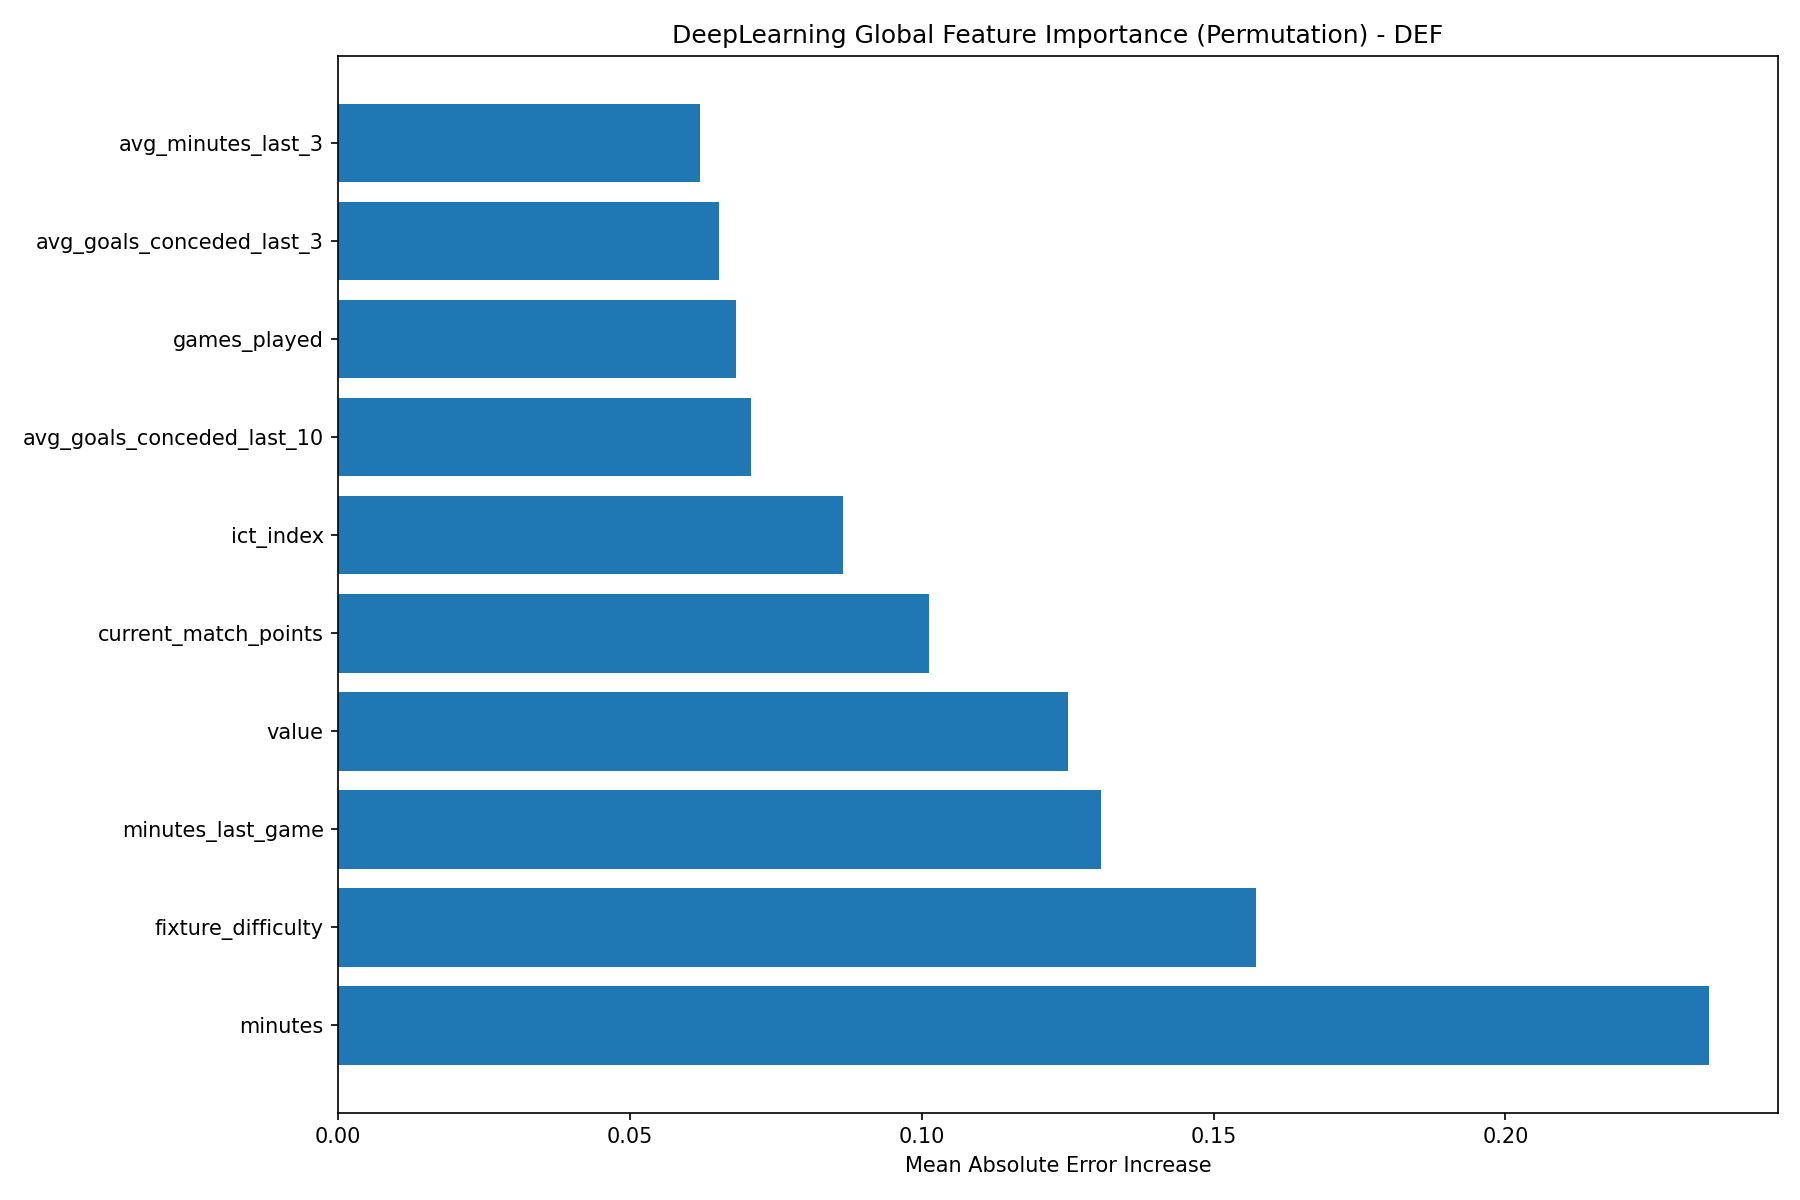 DeepLearning Global Feature Importance (Permutation) - DEF
avg_minutes_last_3
avg_goals_conceded_last_3
games_played
avg_goals_conceded_last_10
ict_index
current_match_points
value
minutes_last_game
fixture_difficulty
minutes
0.00 0.05 0.10 0.15 0.20
Mean Absolute Error Increase